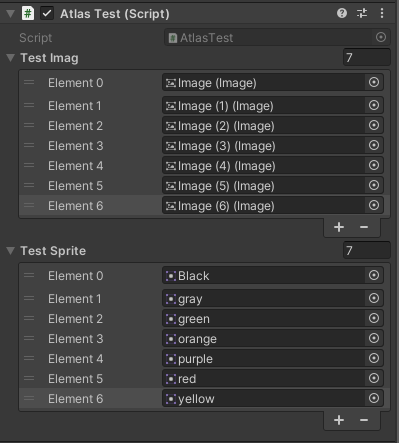 Atlas Test (Script)
Script AtlasTest
Test Imag 7
Element 0 Image (Image)
Element 1 Image (1) (Image)
Element 2 Image (2) (Image)
Element 3 Image (3) (Image)
Element 4 Image (4) (Image)
Element 5 Image (5) (Image)
Element 6 Image (6) (Image)
+ −
Test Sprite 7
Element 0 Black
Element 1 gray
Element 2 green
Element 3 orange
Element 4 purple
Element 5 red
Element 6 yellow
+ −